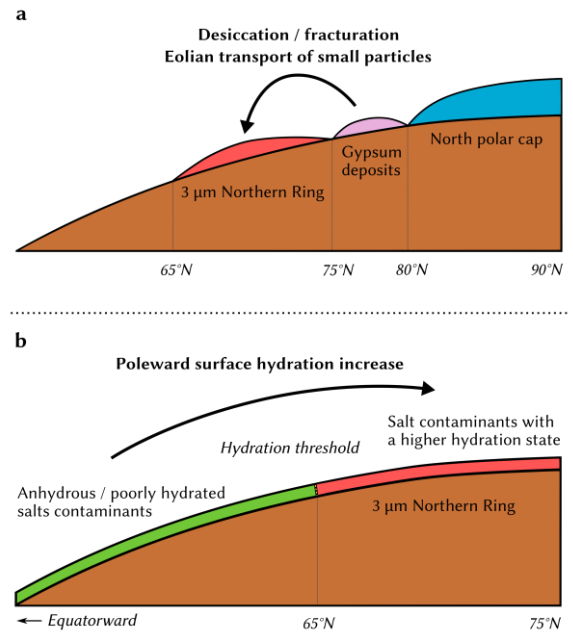 a
Desiccation / fracturation
Eolian transport of small particles
North polar cap
Gypsum
deposits
3 μm Northern Ring
65°N
75°N
80°N
90°N
b
Poleward surface hydration increase
Salt contaminants with
a higher hydration state
Hydration threshold
Anhydrous / poorly hydrated
salts contaminants
3 μm Northern Ring
← Equatorward
65°N
75°N